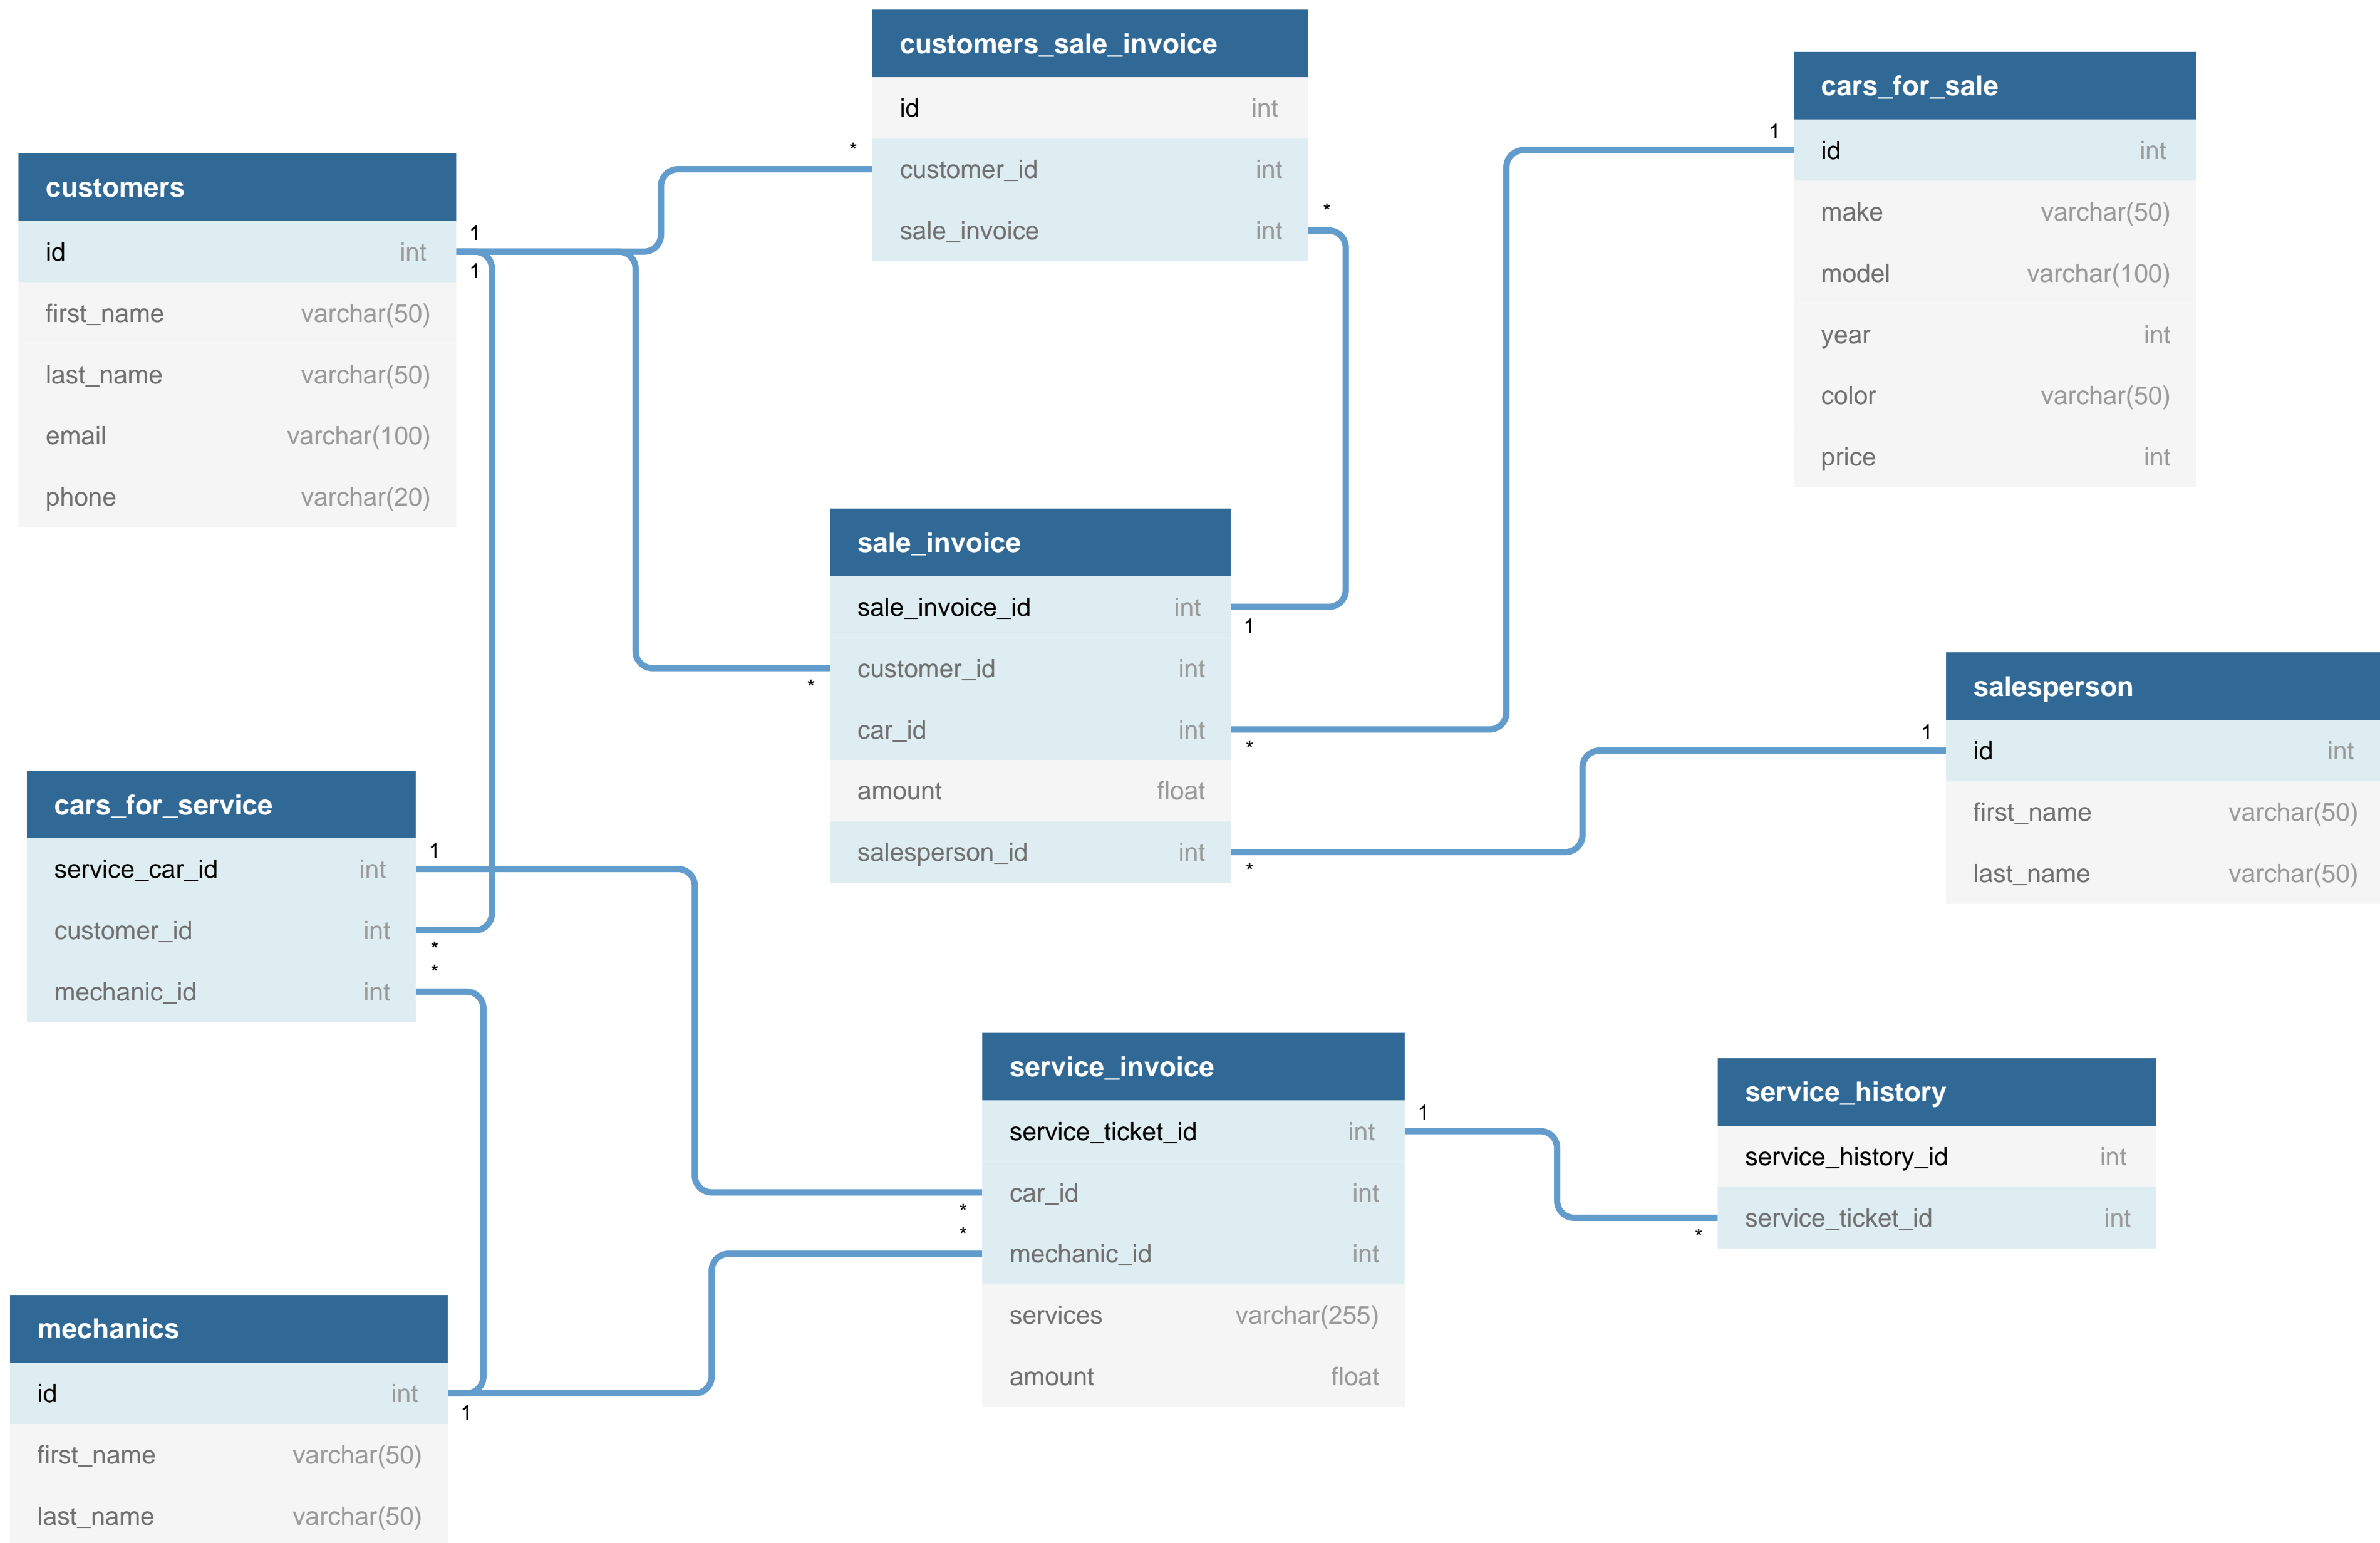 customers_sale_invoice
id int
customer_id int
sale_invoice int
*
*
cars_for_sale
id int
make varchar(50)
model varchar(100)
year int
color varchar(50)
price int
1
customers
id int
first_name varchar(50)
last_name varchar(50)
email varchar(100)
phone varchar(20)
1
1
sale_invoice
sale_invoice_id int
customer_id int
car_id int
amount float
salesperson_id int
1
*
*
*
salesperson
id int
first_name varchar(50)
last_name varchar(50)
1
cars_for_service
service_car_id int
customer_id int
mechanic_id int
1
*
*
service_invoice
service_ticket_id int
car_id int
mechanic_id int
services varchar(255)
amount float
1
*
*
service_history
service_history_id int
service_ticket_id int
*
mechanics
id int
first_name varchar(50)
last_name varchar(50)
1